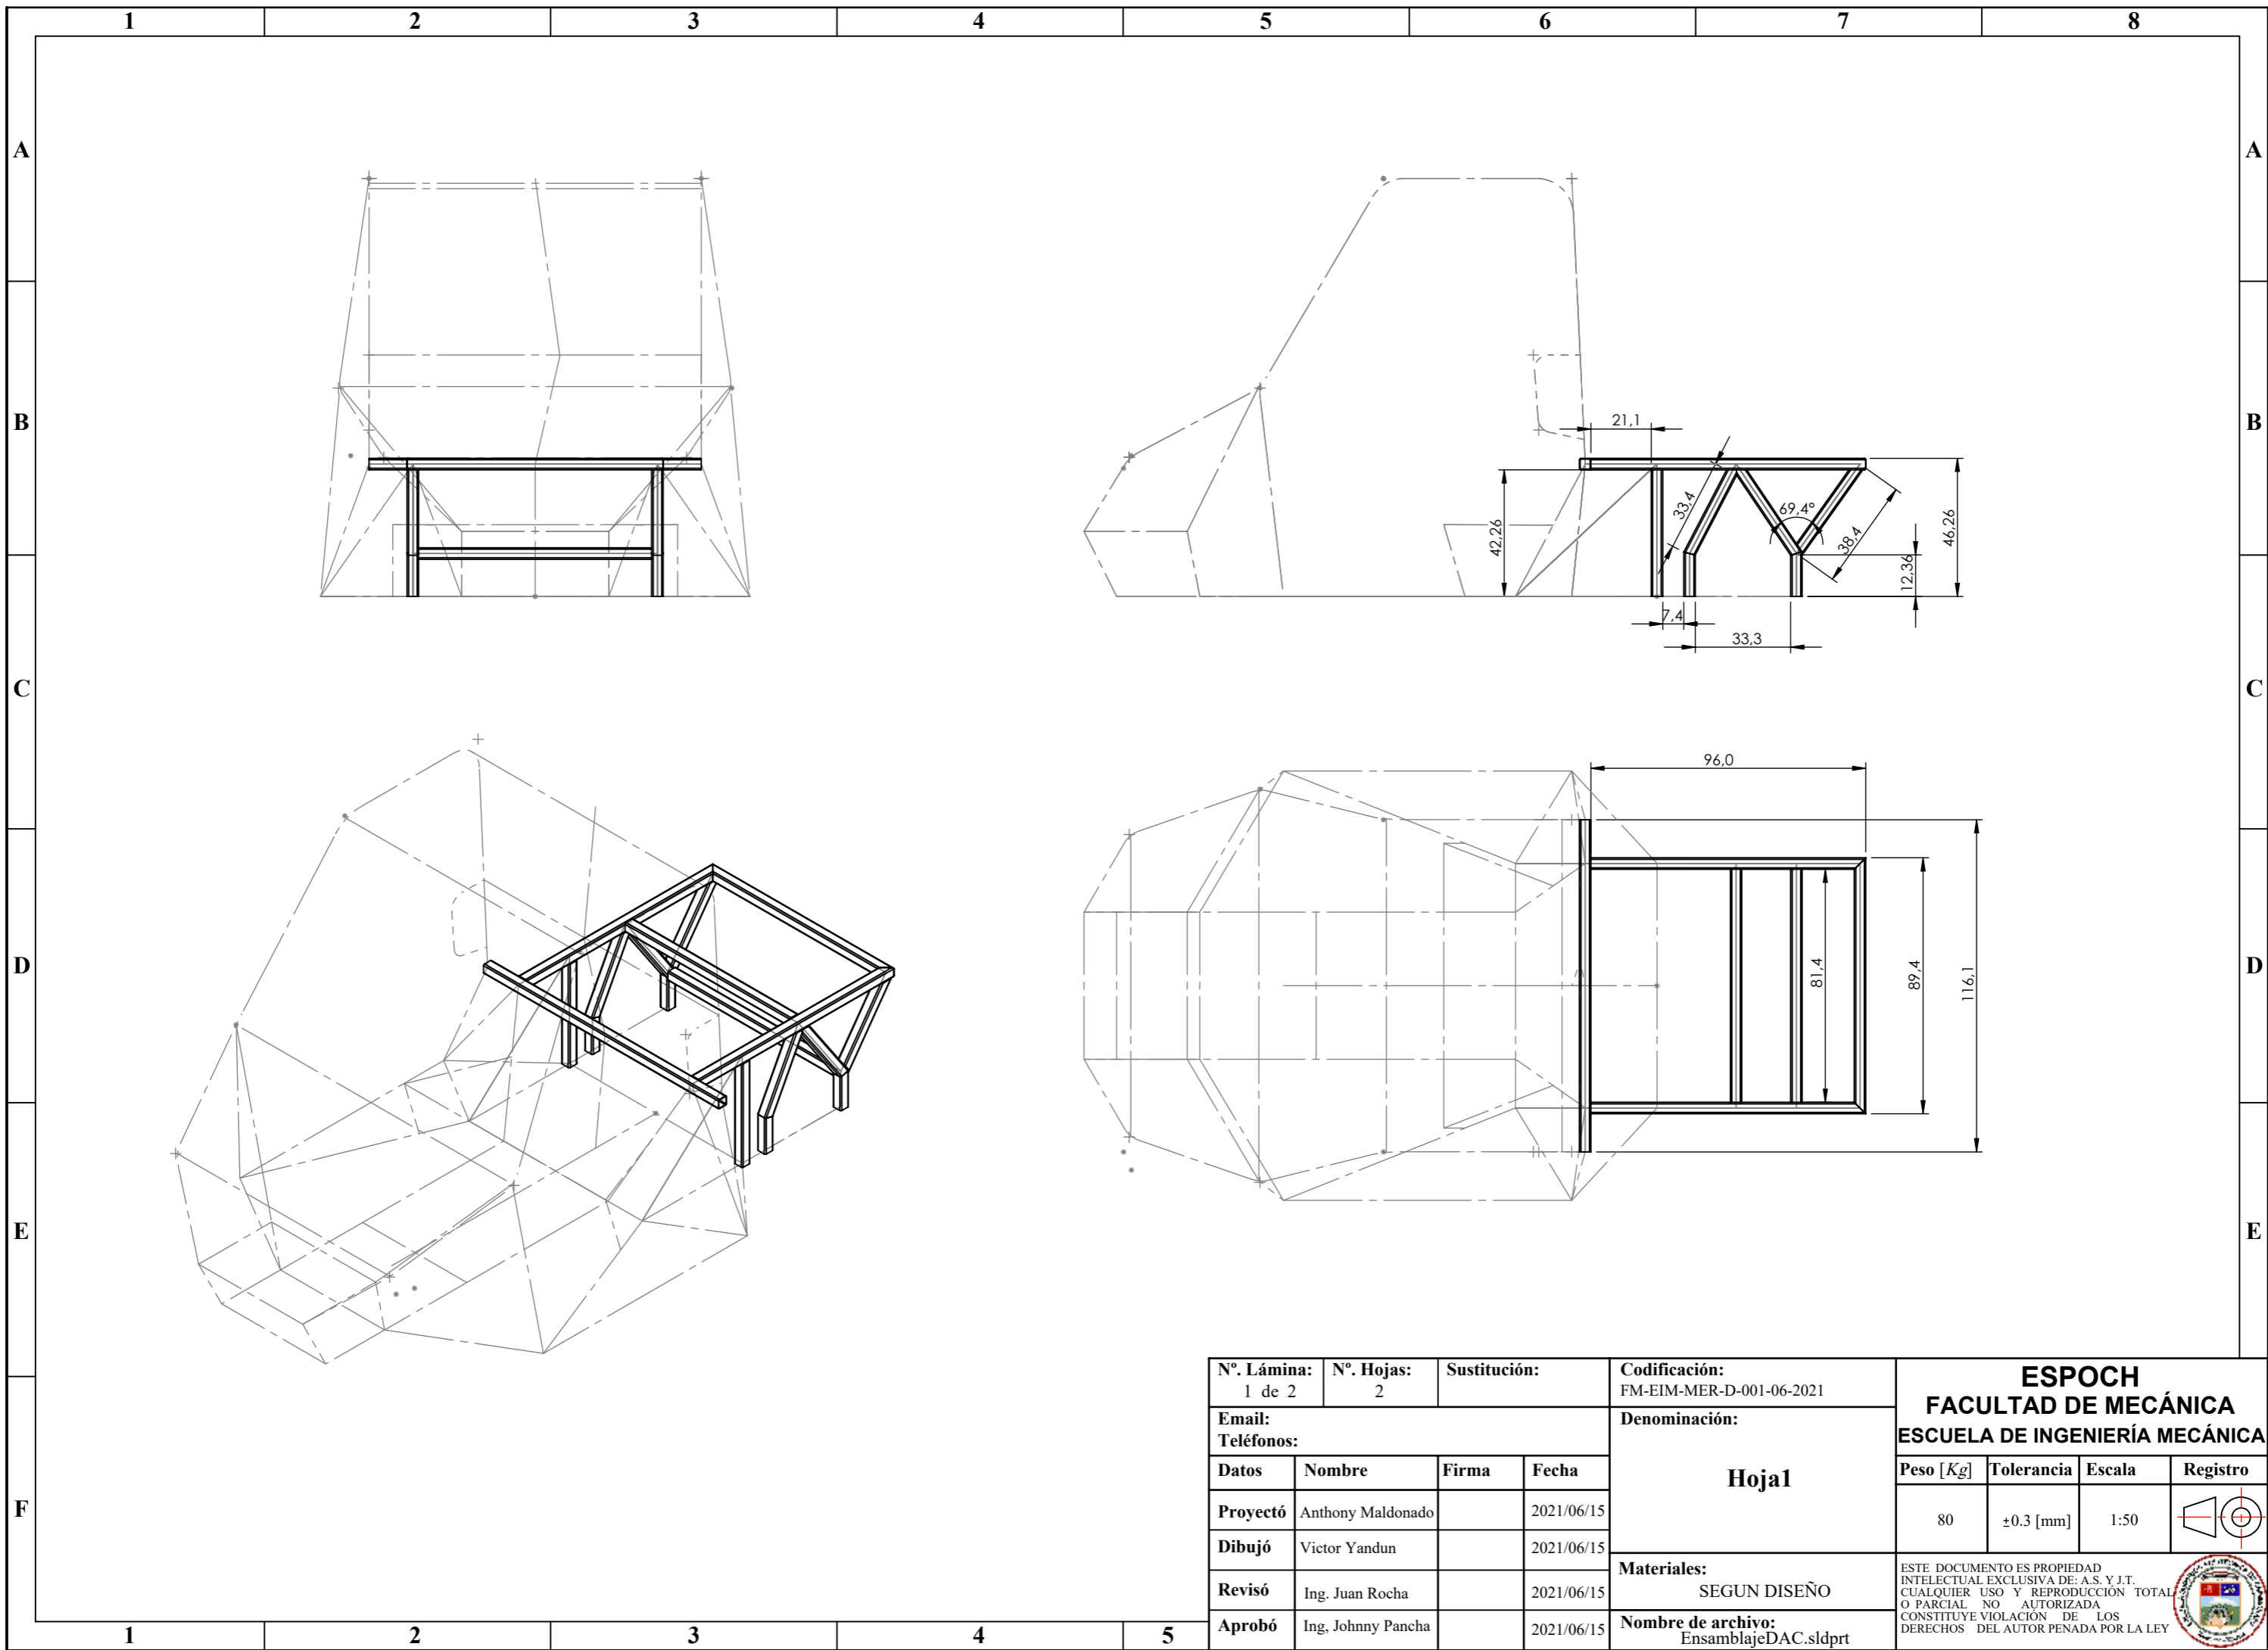 1 2 3 4 5 6 7 8
A A
B B
C C
D D
E E
F
1 2 3 4 5
21,1
33,4
69,4°
38,4
42,26
46,26
12,36
7,4
33,3
96,0
81,4
89,4
116,1
Nº. Lámina:
1 de 2
Nº. Hojas:
2
Sustitución:
Codificación:
FM-EIM-MER-D-001-06-2021
ESPOCH
FACULTAD DE MECÁNICA
ESCUELA DE INGENIERÍA MECÁNICA
Email:
Teléfonos:
Denominación:
Hoja1
Datos Nombre Firma Fecha
Proyectó Anthony Maldonado 2021/06/15
Dibujó Victor Yandun 2021/06/15
Revisó Ing. Juan Rocha 2021/06/15
Aprobó Ing, Johnny Pancha 2021/06/15
Peso [Kg] Tolerancia Escala Registro
80 ±0.3 [mm] 1:50
Materiales:
SEGUN DISEÑO
Nombre de archivo:
EnsamblajeDAC.sldprt
ESTE DOCUMENTO ES PROPIEDAD
INTELECTUAL EXCLUSIVA DE: A.S. Y J.T.
CUALQUIER USO Y REPRODUCCIÓN TOTAL
O PARCIAL NO AUTORIZADA
CONSTITUYE VIOLACIÓN DE LOS
DERECHOS DEL AUTOR PENADA POR LA LEY